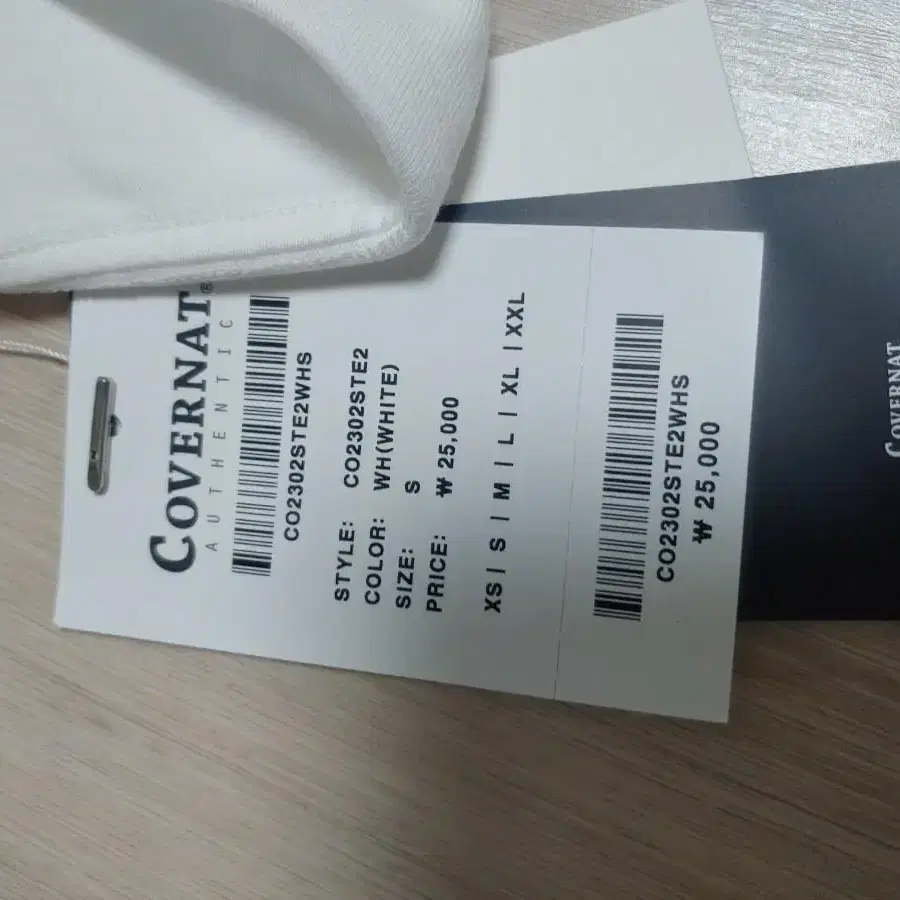 COVERNAT®
AUTHENTIC
CO2302STE2WHS
STYLE: CO2302STE2
COLOR: WH(WHITE)
SIZE: S
PRICE: ₩ 25,000
XS | S | M | L | XL | XXL
CO2302STE2WHS
₩ 25,000
COVERNAT